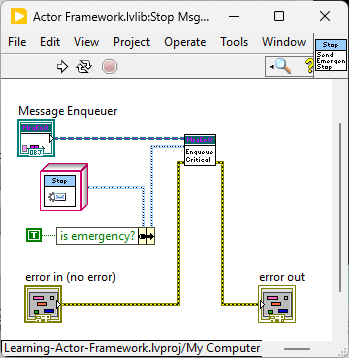 Actor Framework.lvlib:Stop Msg...
File Edit View Project Operate Tools Window
Stop
Send
Emergen
Stop
?
Message Enqueuer
OBJ
Enqueue
Critical
Stop
T
is emergency?
error in (no error)
error out
Learning-Actor-Framework.lvproj/My Computer